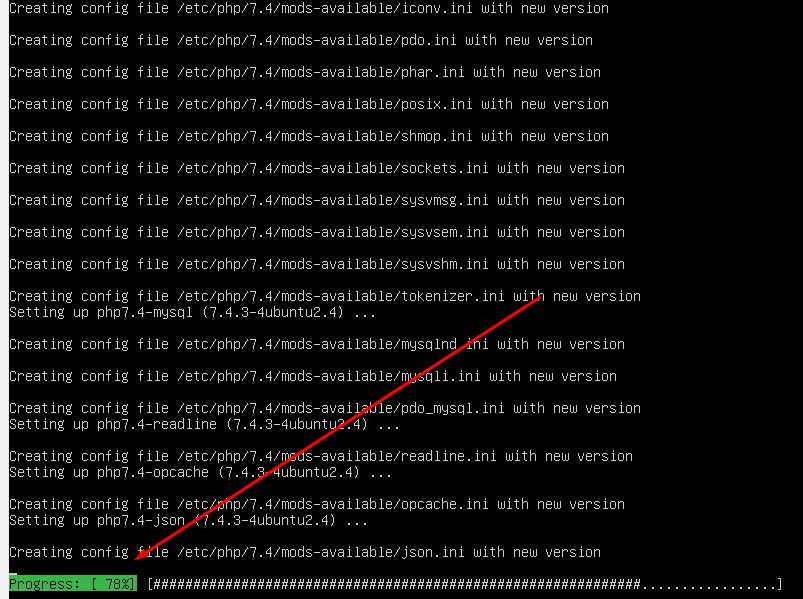 Creating config file /etc/php/7.4/mods-available/iconv.ini with new version
Creating config file /etc/php/7.4/mods-available/pdo.ini with new version
Creating config file /etc/php/7.4/mods-available/phar.ini with new version
Creating config file /etc/php/7.4/mods-available/posix.ini with new version
Creating config file /etc/php/7.4/mods-available/shmop.ini with new version
Creating config file /etc/php/7.4/mods-available/sockets.ini with new version
Creating config file /etc/php/7.4/mods-available/sysvmsg.ini with new version
Creating config file /etc/php/7.4/mods-available/sysvsem.ini with new version
Creating config file /etc/php/7.4/mods-available/sysvshm.ini with new version
Creating config file /etc/php/7.4/mods-available/tokenizer.ini with new version
Setting up php7.4-mysql (7.4.3-4ubuntu2.4) ...
Creating config file /etc/php/7.4/mods-available/mysqlnd.ini with new version
Creating config file /etc/php/7.4/mods-available/mysqli.ini with new version
Creating config file /etc/php/7.4/mods-available/pdo_mysql.ini with new version
Setting up php7.4-readline (7.4.3-4ubuntu2.4) ...
Creating config file /etc/php/7.4/mods-available/readline.ini with new version
Setting up php7.4-opcache (7.4.3-4ubuntu2.4) ...
Creating config file /etc/php/7.4/mods-available/opcache.ini with new version
Setting up php7.4-json (7.4.3-4ubuntu2.4) ...
Creating config file /etc/php/7.4/mods-available/json.ini with new version
Progress: [ 78%] [#############################################################.................]